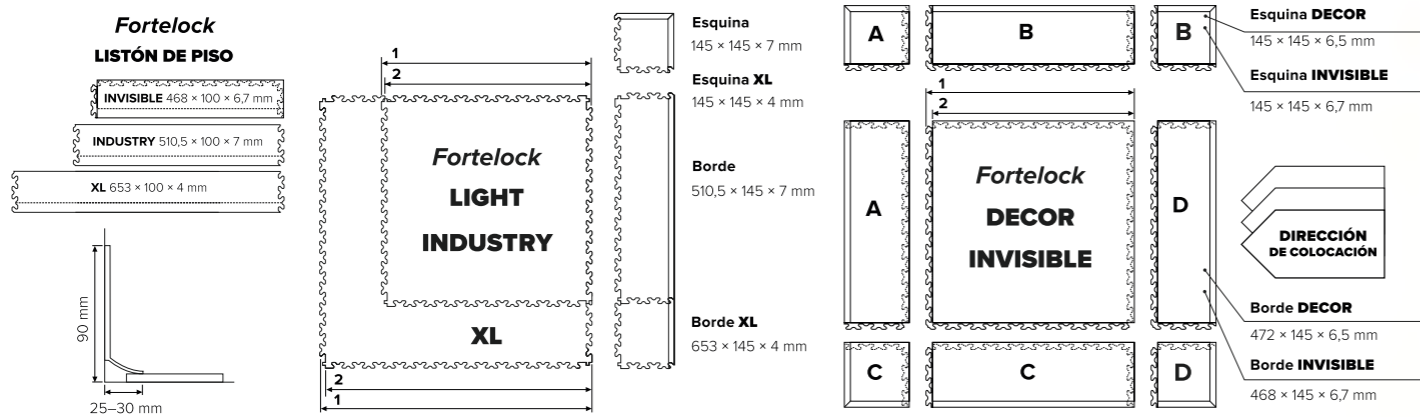 Fortelock
LISTÓN DE PISO
INVISIBLE 468 × 100 × 6,7 mm
INDUSTRY 510,5 × 100 × 7 mm
XL 653 × 100 × 4 mm
90 mm
25–30 mm
1
2
Fortelock
LIGHT
INDUSTRY
XL
2
1
Esquina
145 × 145 × 7 mm
Esquina XL
145 × 145 × 4 mm
Borde
510,5 × 145 × 7 mm
Borde XL
653 × 145 × 4 mm
A
B
B
1
2
A
Fortelock
DECOR
INVISIBLE
D
C
C
D
Esquina DECOR
145 × 145 × 6,5 mm
Esquina INVISIBLE
145 × 145 × 6,7 mm
DIRECCIÓN
DE COLOCACIÓN
Borde DECOR
472 × 145 × 6,5 mm
Borde INVISIBLE
468 × 145 × 6,7 mm